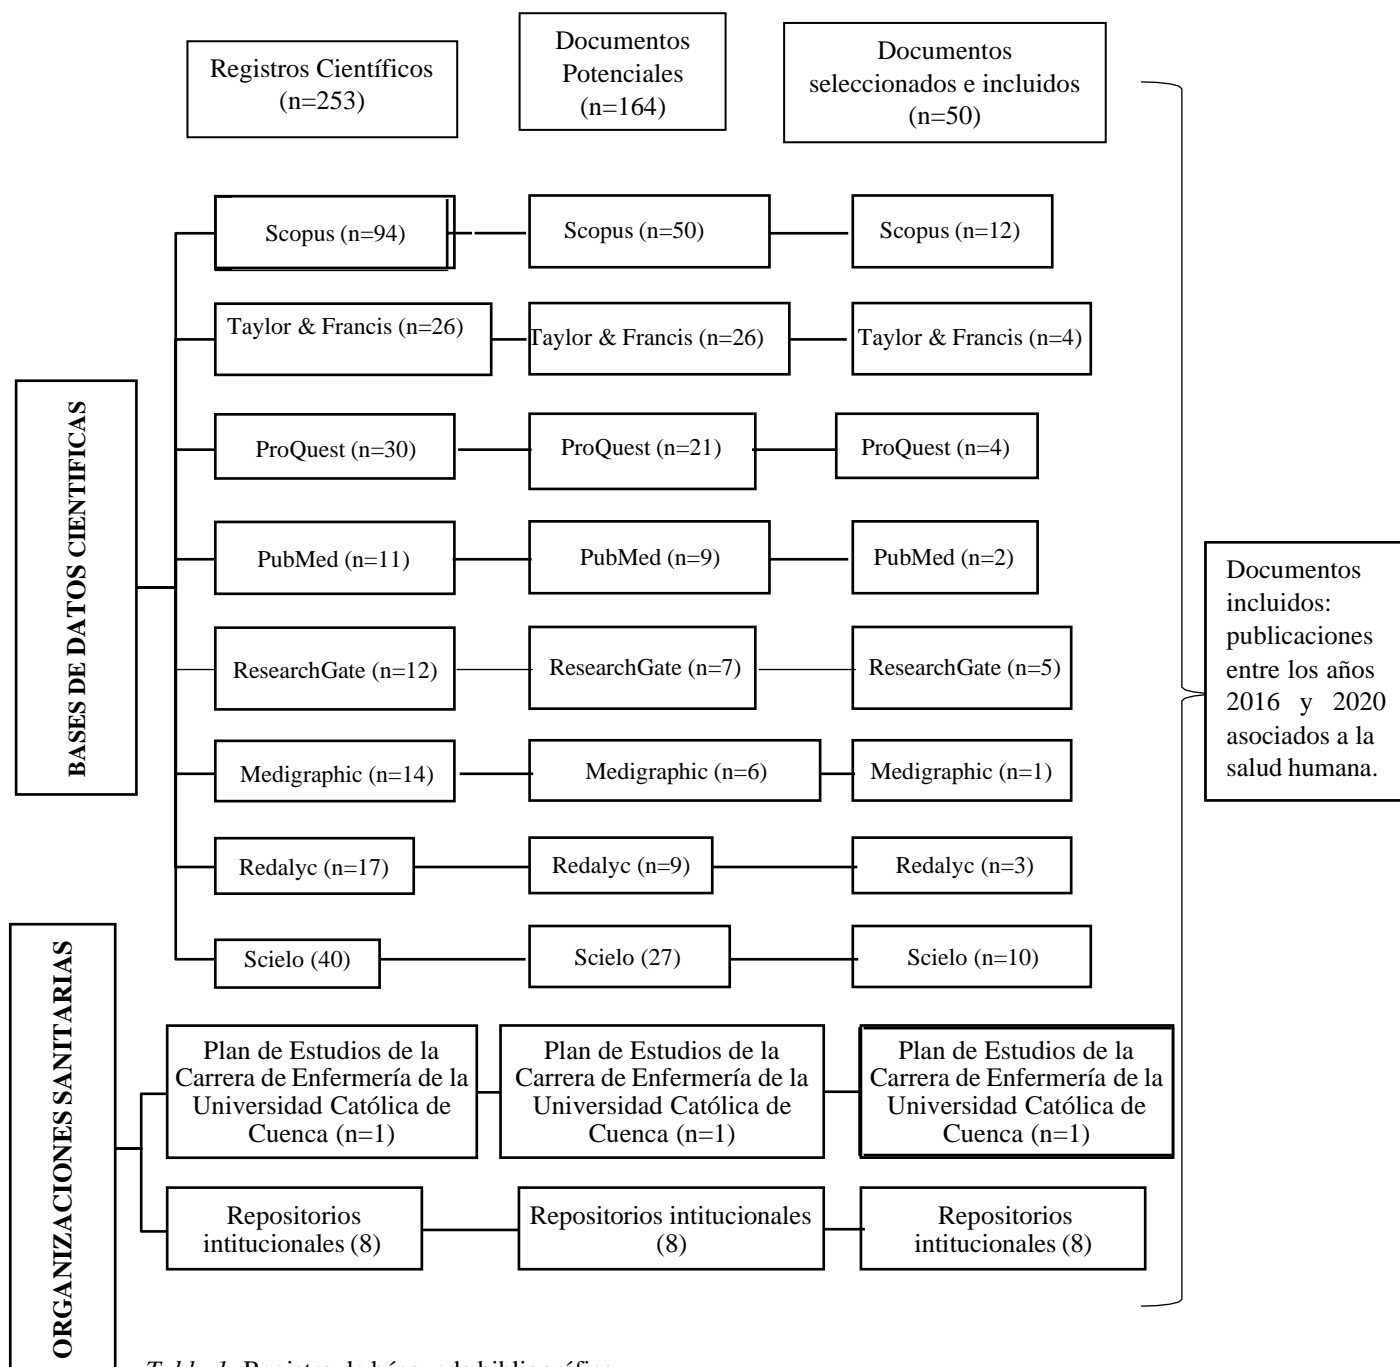 Registros Científicos
(n=253)
Documentos
Potenciales
(n=164)
Documentos
seleccionados e incluidos
(n=50)
BASES DE DATOS CIENTIFICAS
Scopus (n=94)
Scopus (n=50)
Scopus (n=12)
Taylor & Francis (n=26)
Taylor & Francis (n=26)
Taylor & Francis (n=4)
ProQuest (n=30)
ProQuest (n=21)
ProQuest (n=4)
PubMed (n=11)
PubMed (n=9)
PubMed (n=2)
ResearchGate (n=12)
ResearchGate (n=7)
ResearchGate (n=5)
Medigraphic (n=14)
Medigraphic (n=6)
Medigraphic (n=1)
Redalyc (n=17)
Redalyc (n=9)
Redalyc (n=3)
Scielo (40)
Scielo (27)
Scielo (n=10)
ORGANIZACIONES SANITARIAS
Plan de Estudios de la
Carrera de Enfermería de la
Universidad Católica de
Cuenca (n=1)
Plan de Estudios de la
Carrera de Enfermería de la
Universidad Católica de
Cuenca (n=1)
Plan de Estudios de la
Carrera de Enfermería de la
Universidad Católica de
Cuenca (n=1)
Repositorios
intitucionales (8)
Repositorios intitucionales
(8)
Repositorios
intitucionales (8)
Documentos
incluidos:
publicaciones
entre los años
2016 y 2020
asociados a la
salud humana.
Tabla 1. Registro de búsqueda bibliográfica